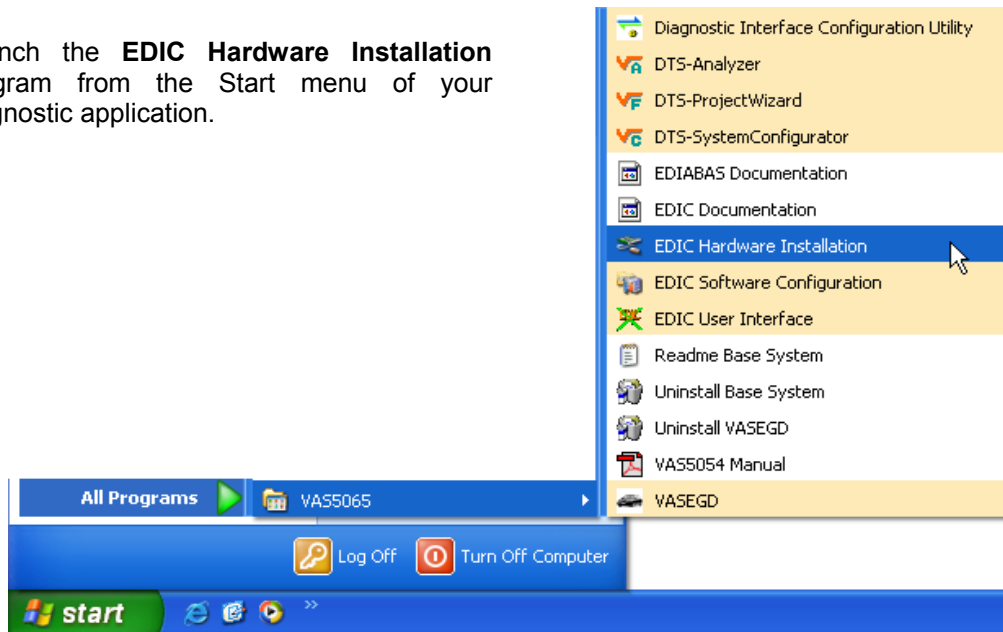 nch the EDIC Hardware Installation
gram from the Start menu of your
nostic application.
Diagnostic Interface Configuration Utility
DTS-Analyzer
DTS-ProjectWizard
DTS-SystemConfigurator
EDIABAS Documentation
EDIC Documentation
EDIC Hardware Installation
EDIC Software Configuration
EDIC User Interface
Readme Base System
Uninstall Base System
Uninstall VASEGD
VAS5054 Manual
VASEGD
All Programs
VAS5065
Log Off
Turn Off Computer
start